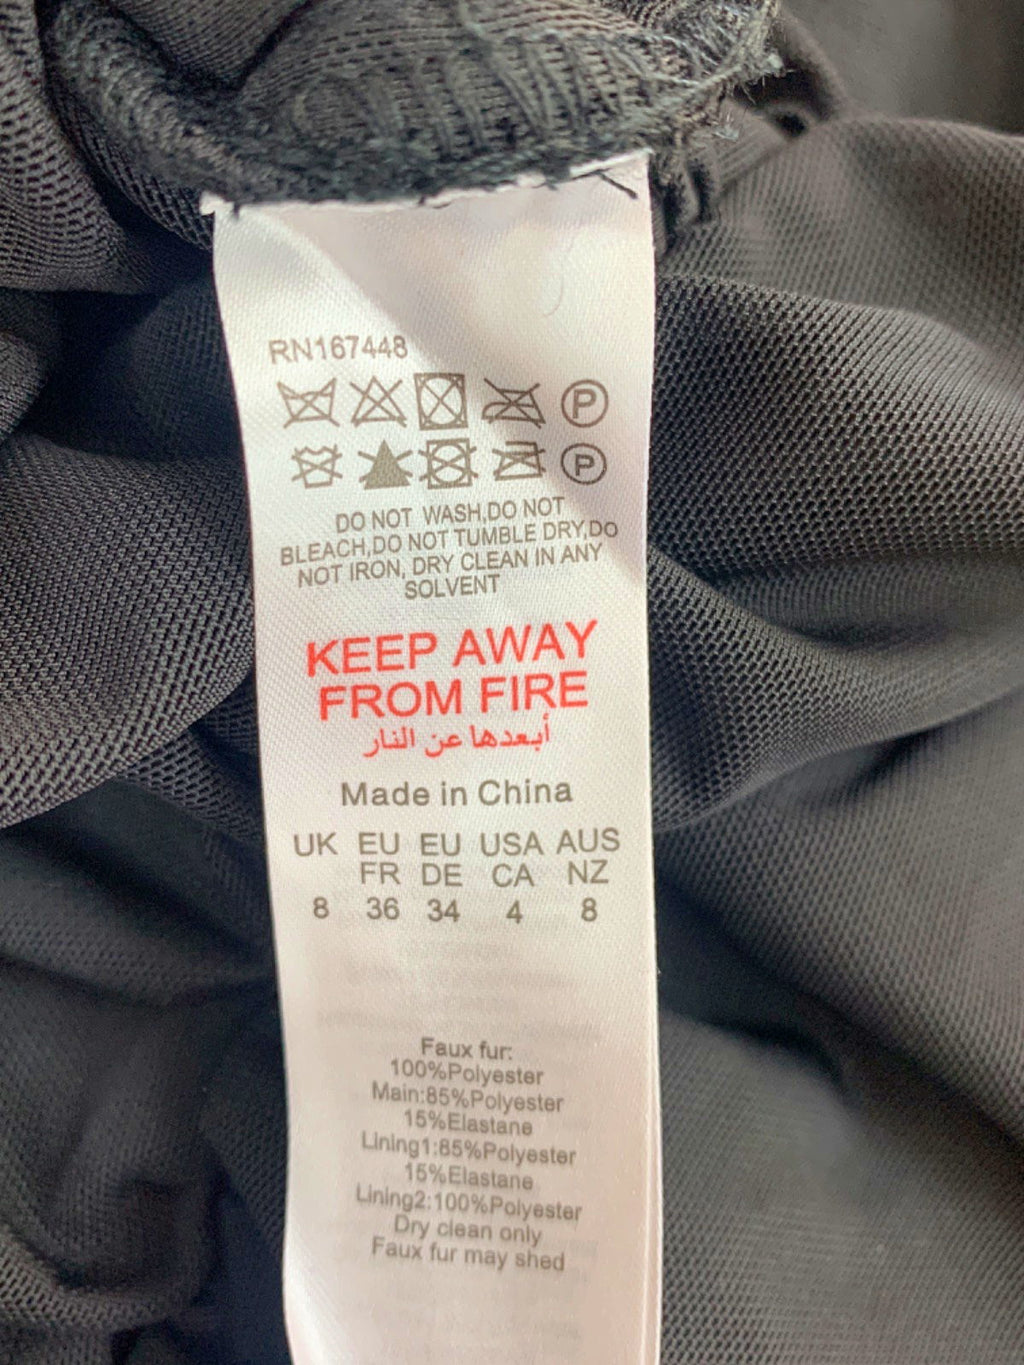 RN167448
P
P
DO NOT WASH,DO NOT
BLEACH,DO NOT TUMBLE DRY,DO
NOT IRON, DRY CLEAN IN ANY
SOLVENT
KEEP AWAY
FROM FIRE
أبعدها عن النار
Made in China
UK EU EU USA AUS
FR DE CA NZ
8 36 34 4 8
Faux fur:
100%Polyester
Main:85%Polyester
15%Elastane
Lining1:85%Polyester
15%Elastane
Lining2:100%Polyester
Dry clean only
Faux fur may shed